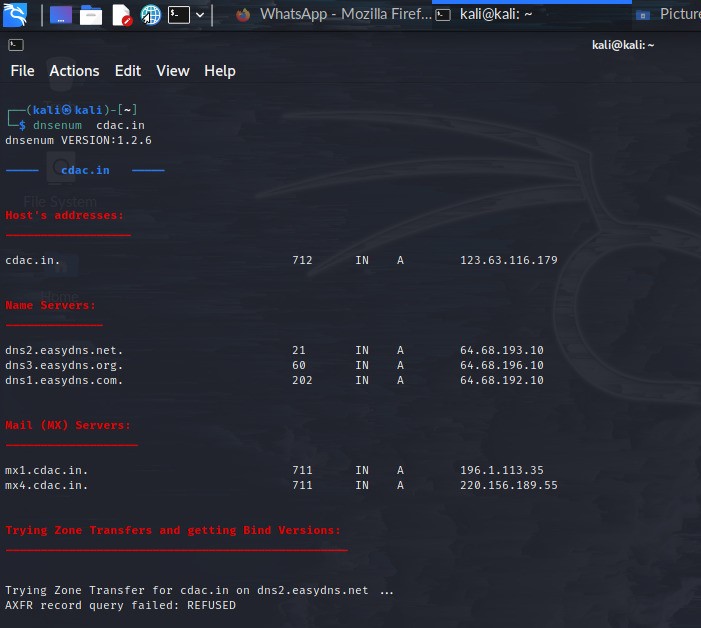 WhatsApp - Mozilla Firef... kali@kali: ~ Picture
kali@kali: ~
File Actions Edit View Help
(kali㉿kali)-[~]
$ dnsenum cdac.in
dnsenum VERSION:1.2.6
cdac.in
File System
Host's addresses:
cdac.in. 712 IN A 123.63.116.179
Name Servers:
dns2.easydns.net. 21 IN A 64.68.193.10
dns3.easydns.org. 60 IN A 64.68.196.10
dns1.easydns.com. 202 IN A 64.68.192.10
Mail (MX) Servers:
mx1.cdac.in. 711 IN A 196.1.113.35
mx4.cdac.in. 711 IN A 220.156.189.55
Trying Zone Transfers and getting Bind Versions:
Trying Zone Transfer for cdac.in on dns2.easydns.net ...
AXFR record query failed: REFUSED